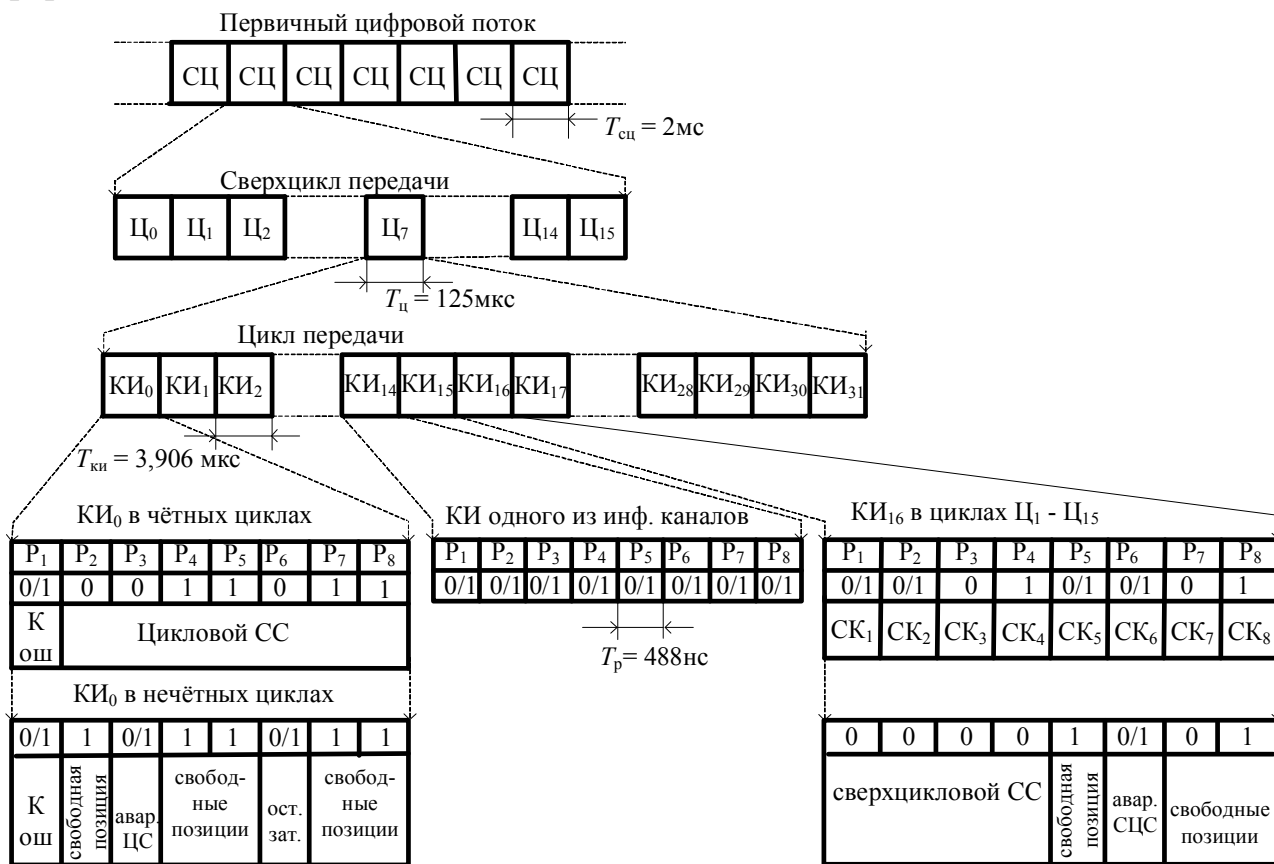 Первичный цифровой поток
СЦ СЦ СЦ СЦ СЦ СЦ СЦ
Tсц = 2мс
Сверхцикл передачи
Ц0 Ц1 Ц2 Ц7 Ц14 Ц15
Tц = 125мкс
Цикл передачи
КИ0 КИ1 КИ2 КИ14 КИ15 КИ16 КИ17 КИ28 КИ29 КИ30 КИ31
Tки = 3,906 мкс
КИ0 в чётных циклах
P1 P2 P3 P4 P5 P6 P7 P8
0/1 0 0 1 1 0 1 1
К
ош
Цикловой СС
КИ одного из инф. каналов
P1 P2 P3 P4 P5 P6 P7 P8
0/1 0/1 0/1 0/1 0/1 0/1 0/1 0/1
Tр= 488нс
КИ16 в циклах Ц1 - Ц15
P1 P2 P3 P4 P5 P6 P7 P8
0/1 0/1 0 1 0/1 0/1 0 1
СК1 СК2 СК3 СК4 СК5 СК6 СК7 СК8
КИ0 в нечётных циклах
0/1 1 0/1 1 1 0/1 1 1
К
ош
свободная
позиция
авар.
ЦС
свобод-
ные
позиции
ост.
зат.
свобод-
ные
позиции
0 0 0 0 1 0/1 0 1
сверхцикловой СС
свободная
позиция
авар.
СЦС
свободные
позиции